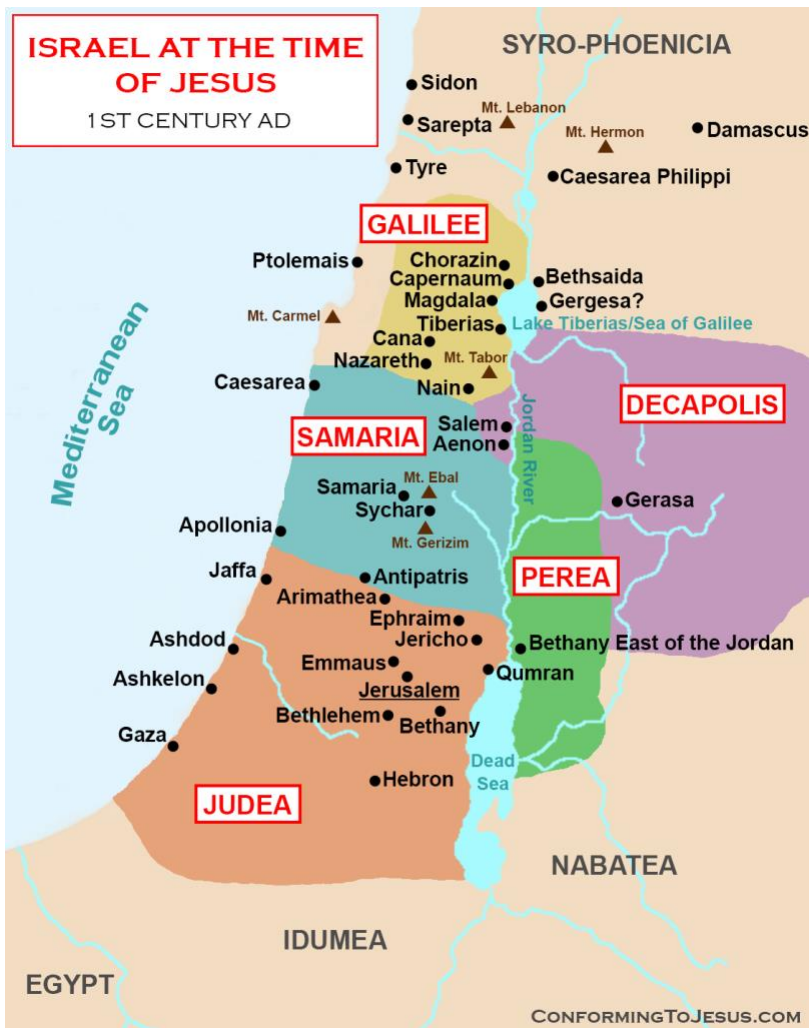 ISRAEL AT THE TIME
OF JESUS
1ST CENTURY AD
SYRO-PHOENICIA
Sidon
Mt. Lebanon
Sarepta
Mt. Hermon
Damascus
Tyre
Caesarea Philippi
GALILEE
Ptolemais
Chorazin
Capernaum
Bethsaida
Magdala
Gergesa?
Mt. Carmel
Tiberias
Lake Tiberias/Sea of Galilee
Cana
Nazareth
Mt. Tabor
Caesarea
Nain
Mediterranean
Sea
Jordan River
DECAPOLIS
SAMARIA
Salem
Aenon
Mt. Ebal
Samaria
Sychar
Gerasa
Mt. Gerizim
Apollonia
Jaffa
Antipatris
PEREA
Arimathea
Ephraim
Jericho
Bethany East of the Jordan
Ashdod
Emmaus
Qumran
Ashkelon
Jerusalem
Bethlehem
Bethany
Gaza
Dead
Sea
Hebron
JUDEA
NABATEA
IDUMEA
EGYPT
CONFORMINGTOJESUS.COM